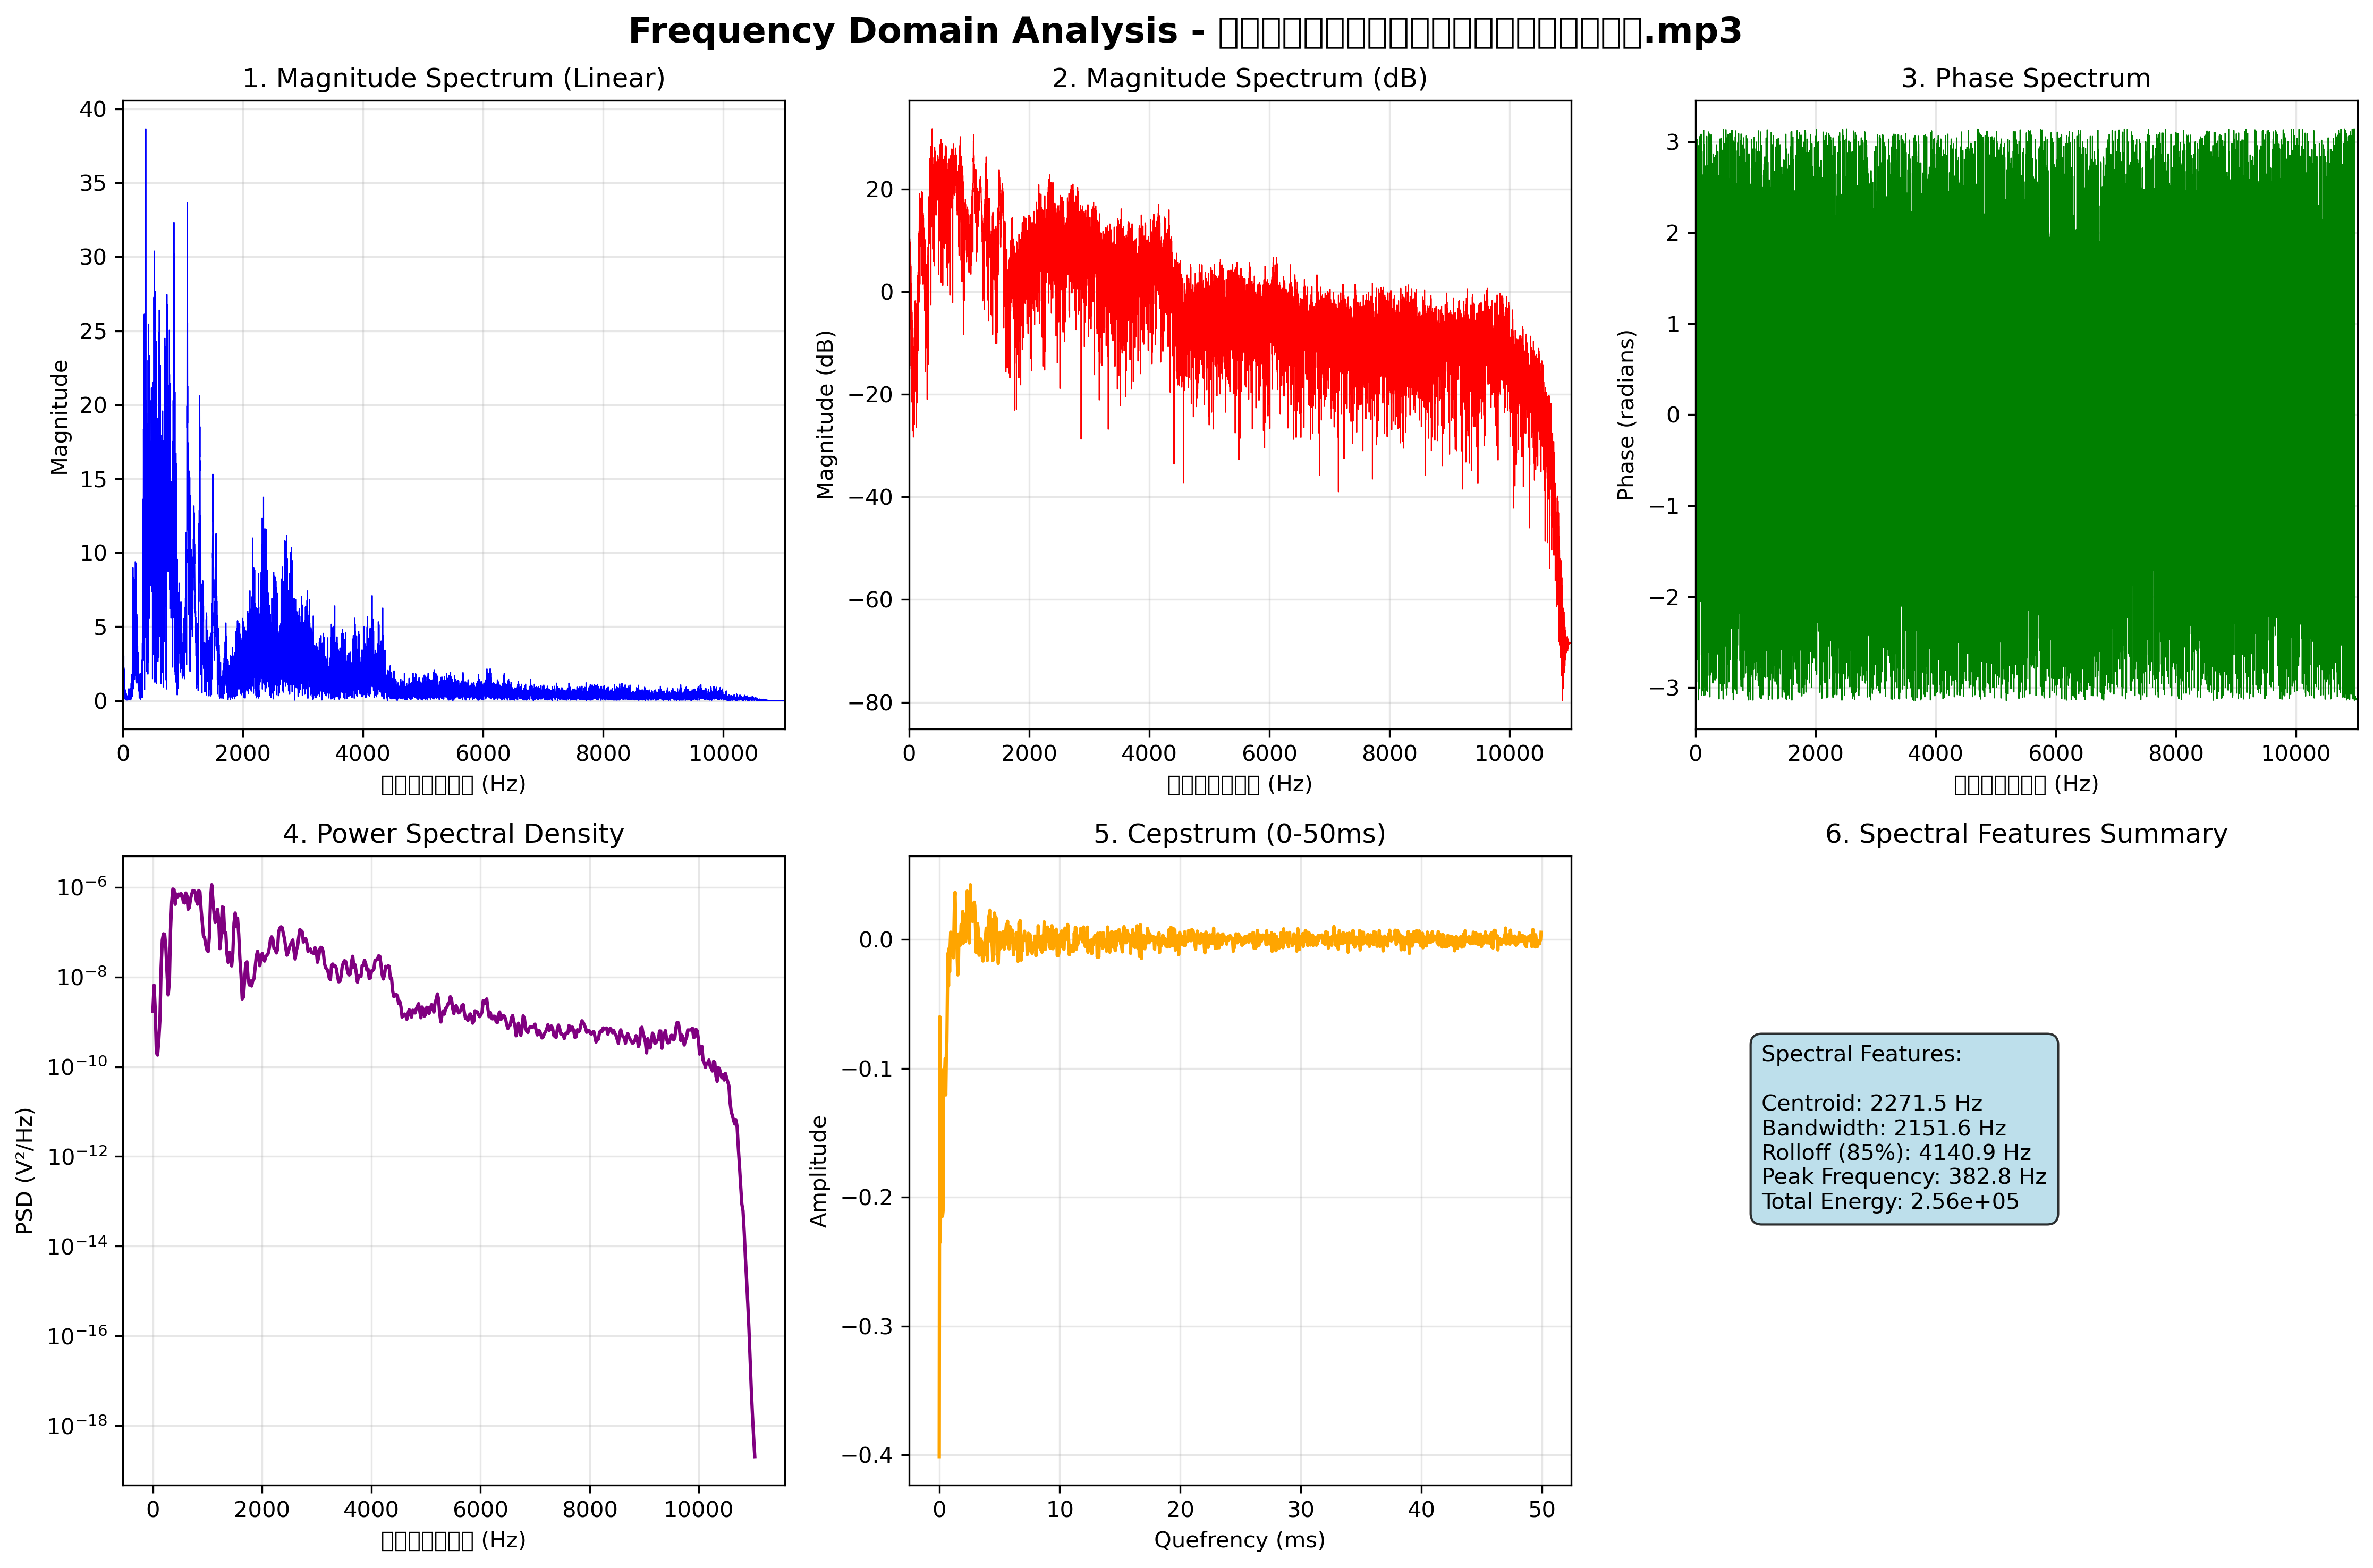 Frequency Domain Analysis - .mp3
1. Magnitude Spectrum (Linear)
40
35
30
25
20
15
10
5
0
Magnitude
0 2000 4000 6000 8000 10000
(Hz)
2. Magnitude Spectrum (dB)
20
0
−20
−40
−60
−80
Magnitude (dB)
0 2000 4000 6000 8000 10000
(Hz)
3. Phase Spectrum
3
2
1
0
−1
−2
−3
Phase (radians)
0 2000 4000 6000 8000 10000
(Hz)
4. Power Spectral Density
10⁻⁶
10⁻⁸
10⁻¹⁰
10⁻¹²
10⁻¹⁴
10⁻¹⁶
10⁻¹⁸
PSD (V²/Hz)
0 2000 4000 6000 8000 10000
(Hz)
5. Cepstrum (0-50ms)
0.0
−0.1
−0.2
−0.3
−0.4
Amplitude
0 10 20 30 40 50
Quefrency (ms)
6. Spectral Features Summary
Spectral Features:
Centroid: 2271.5 Hz
Bandwidth: 2151.6 Hz
Rolloff (85%): 4140.9 Hz
Peak Frequency: 382.8 Hz
Total Energy: 2.56e+05